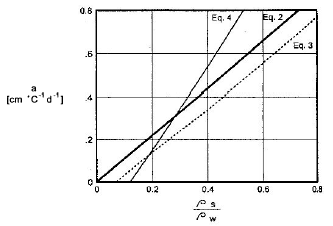 0.8
Eq. 4
Eq. 2
.6
Eq. 3
a
[cm °C⁻¹ d⁻¹]
.4
.2
0
0
0.2
0.4
0.6
0.8
ρ s
ρ w